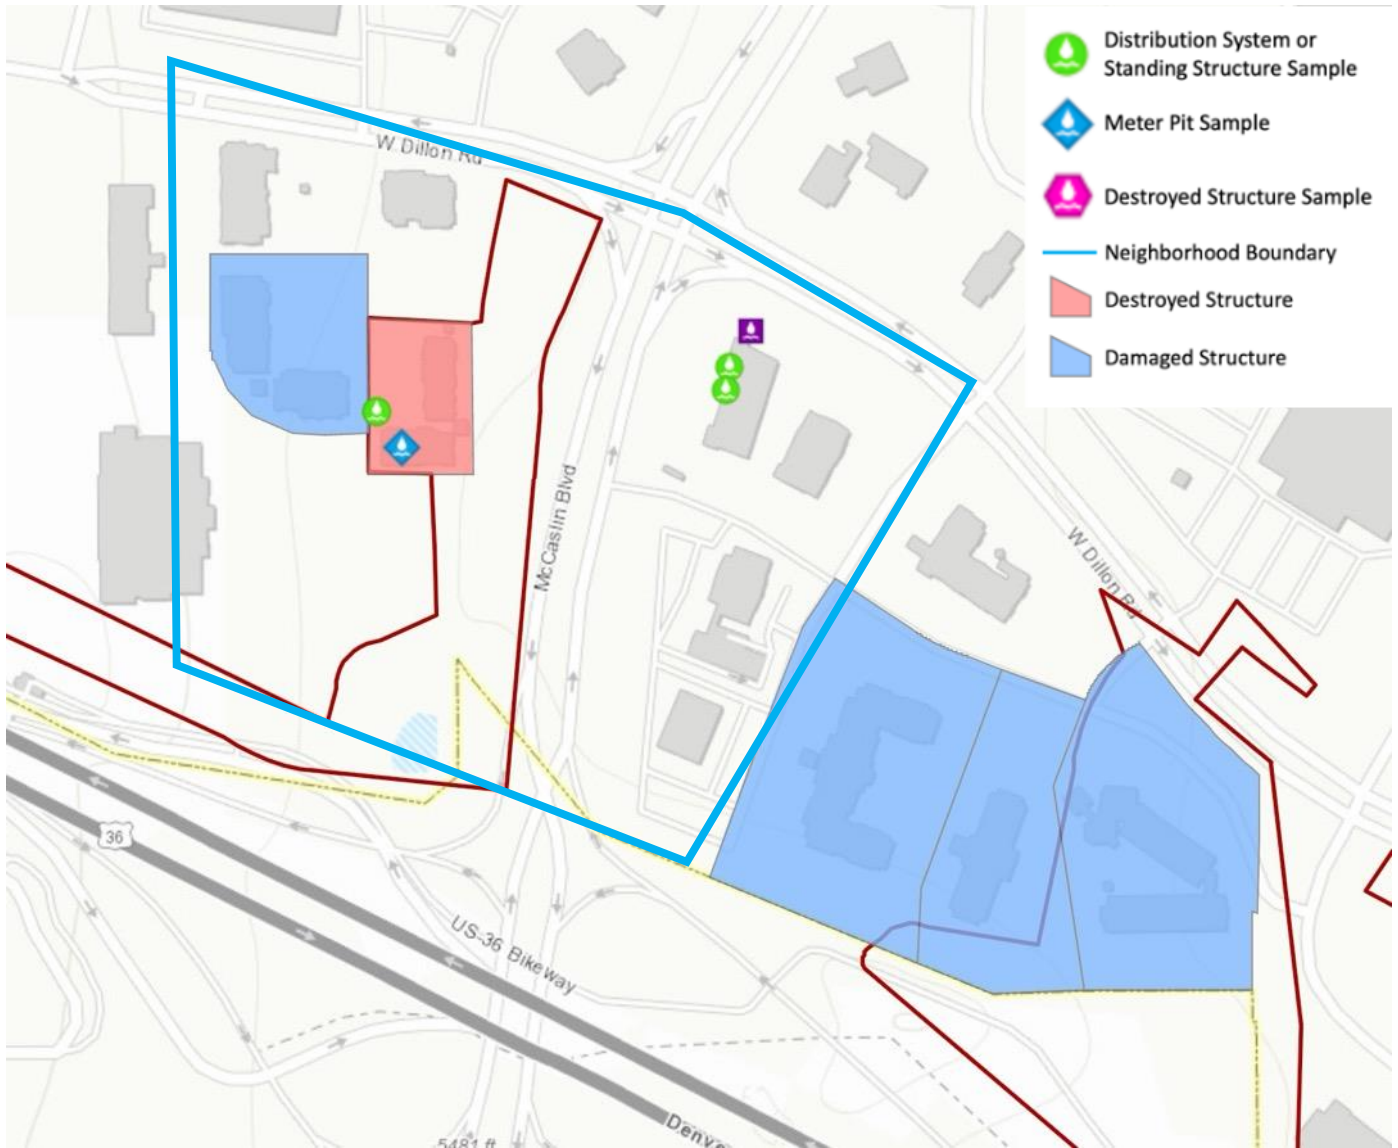 Distribution System or
Standing Structure Sample
Meter Pit Sample
Destroyed Structure Sample
Neighborhood Boundary
Destroyed Structure
Damaged Structure
W Dillon Rd
McCaslin Blvd
W Dillon Rd
36
US-36 Bikeway
5481 ft